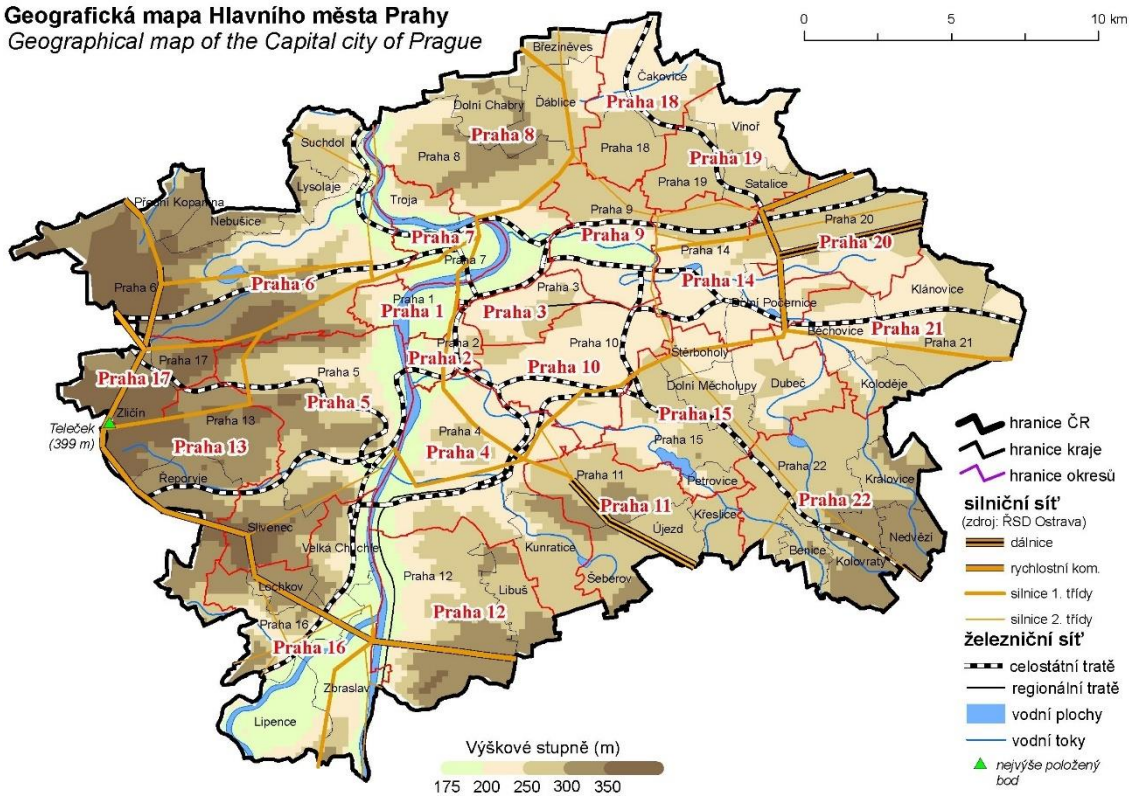 Geografická mapa Hlavního města Prahy
Geographical map of the Capital city of Prague
0 5 10 km
Březiněves
Čakovice
Ďáblice
Dolní Chabry
Praha 18
Praha 8
Vinoř
Suchdol
Praha 8
Praha 18
Praha 19
Lysolaje
Praha 19
Satalice
Přední Kopanina
Nebušice
Troja
Praha 9
Praha 20
Praha 7
Praha 9
Praha 20
Praha 14
Praha 7
Praha 6
Praha 6
Praha 14
Praha 3
Klánovice
Praha 1
Praha 1
Praha 3
Dolní Počernice
Běchovice
Praha 21
Praha 21
Praha 2
Praha 10
Praha 17
Praha 2
Štěrboholy
Praha 17
Praha 5
Praha 10
Dolní Měcholupy
Dubeč
Koloděje
Praha 5
Zličín
Praha 13
Praha 15
Teleček
(399 m)
Praha 4
Praha 15
Praha 13
Praha 4
Praha 22
Řeporyje
Praha 11
Petrovice
Královice
Praha 11
Praha 22
Křeslice
Újezd
Slivenec
Nedvězí
Velká Chuchle
Kunratice
Benice
Kolovraty
Praha 12
Šeberov
Lochkov
Libuš
Praha 12
Praha 16
Praha 16
Zbraslav
Lipence
hranice ČR
hranice kraje
hranice okresů
silniční síť
(zdroj: ŘSD Ostrava)
dálnice
rychlostní kom.
silnice 1. třídy
silnice 2. třídy
železniční síť
celostátní tratě
regionální tratě
vodní plochy
vodní toky
nejvýše položený
bod
Výškové stupně (m)
175 200 250 300 350